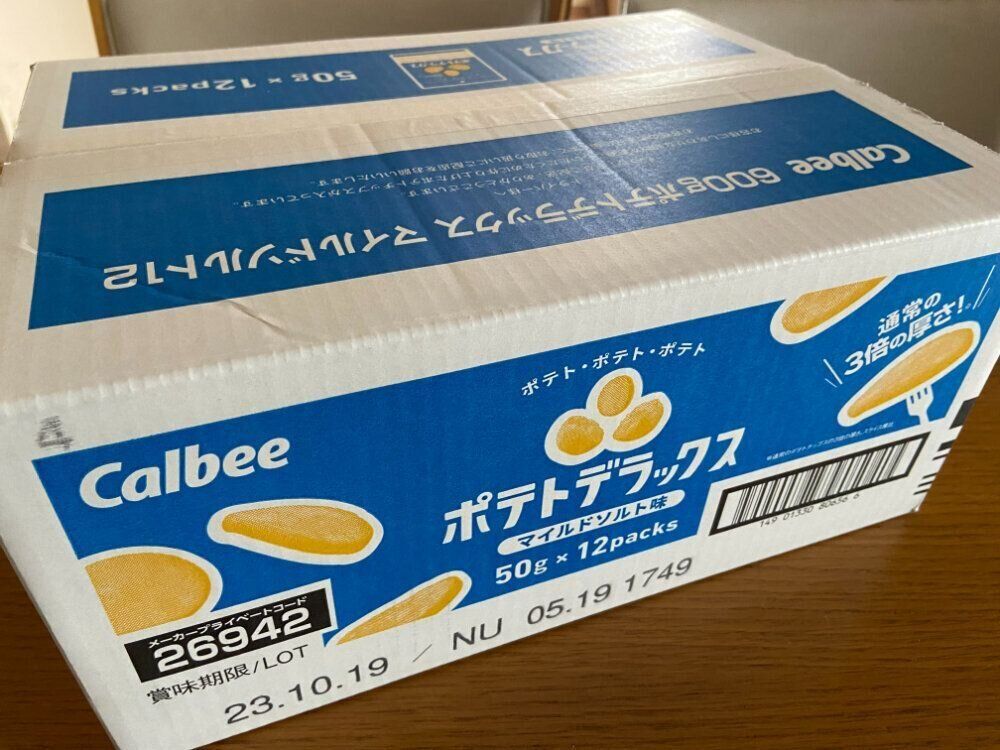 50g × 12packs
Calbee 600gポテトデラックス マイルドソルト12
ポテト・ポテト・ポテト
通常の
3倍の厚さ!
Calbee
ポテトデラックス
マイルドソルト味
50g × 12packs
149 01330 80656 6
メーカープライベートコード
26942
賞味期限/LOT
23.10.19 / NU 05.19 1749